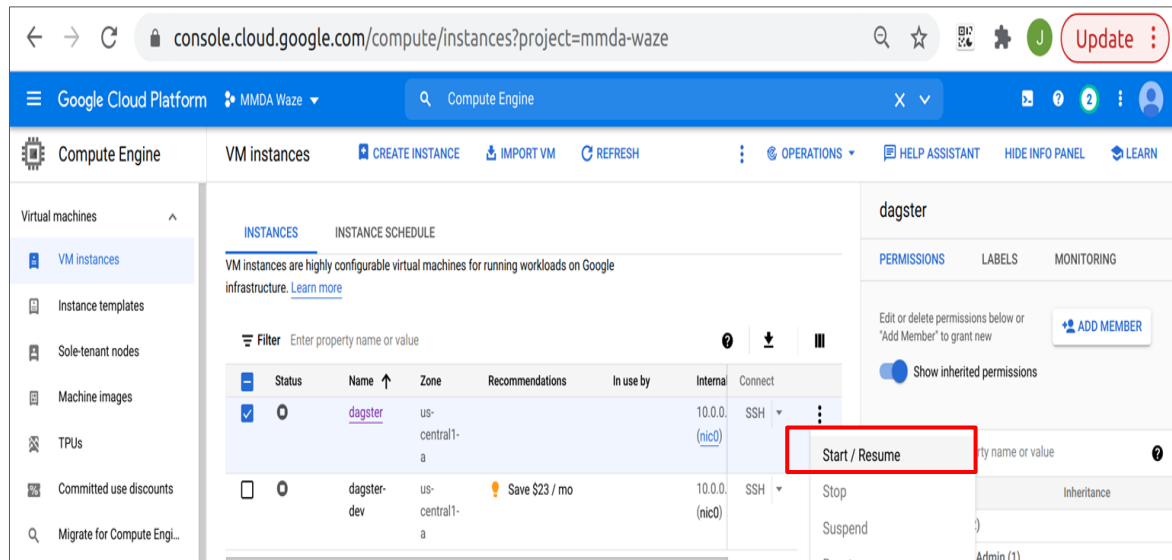 console.cloud.google.com/compute/instances?project=mmda-waze
J
Update
Google Cloud Platform
MMDA Waze
Compute Engine
X
2
Compute Engine
VM instances
CREATE INSTANCE
IMPORT VM
REFRESH
OPERATIONS
HELP ASSISTANT
HIDE INFO PANEL
LEARN
Virtual machines
VM instances
Instance templates
Sole-tenant nodes
Machine images
TPUs
Committed use discounts
Migrate for Compute Engi...
INSTANCES
INSTANCE SCHEDULE
VM instances are highly configurable virtual machines for running workloads on Google
infrastructure. Learn more
Filter Enter property name or value
Status
Name
Zone
Recommendations
In use by
Internal
Connect
dagster
us-
central1-
a
10.0.0.
(nic0)
SSH
dagster-
dev
us-
central1-
a
Save $23 / mo
10.0.0.
(nic0)
SSH
Start / Resume
Stop
Suspend
dagster
PERMISSIONS
LABELS
MONITORING
Edit or delete permissions below or
"Add Member" to grant new
ADD MEMBER
Show inherited permissions
rty name or value
Inheritance
Admin (1)